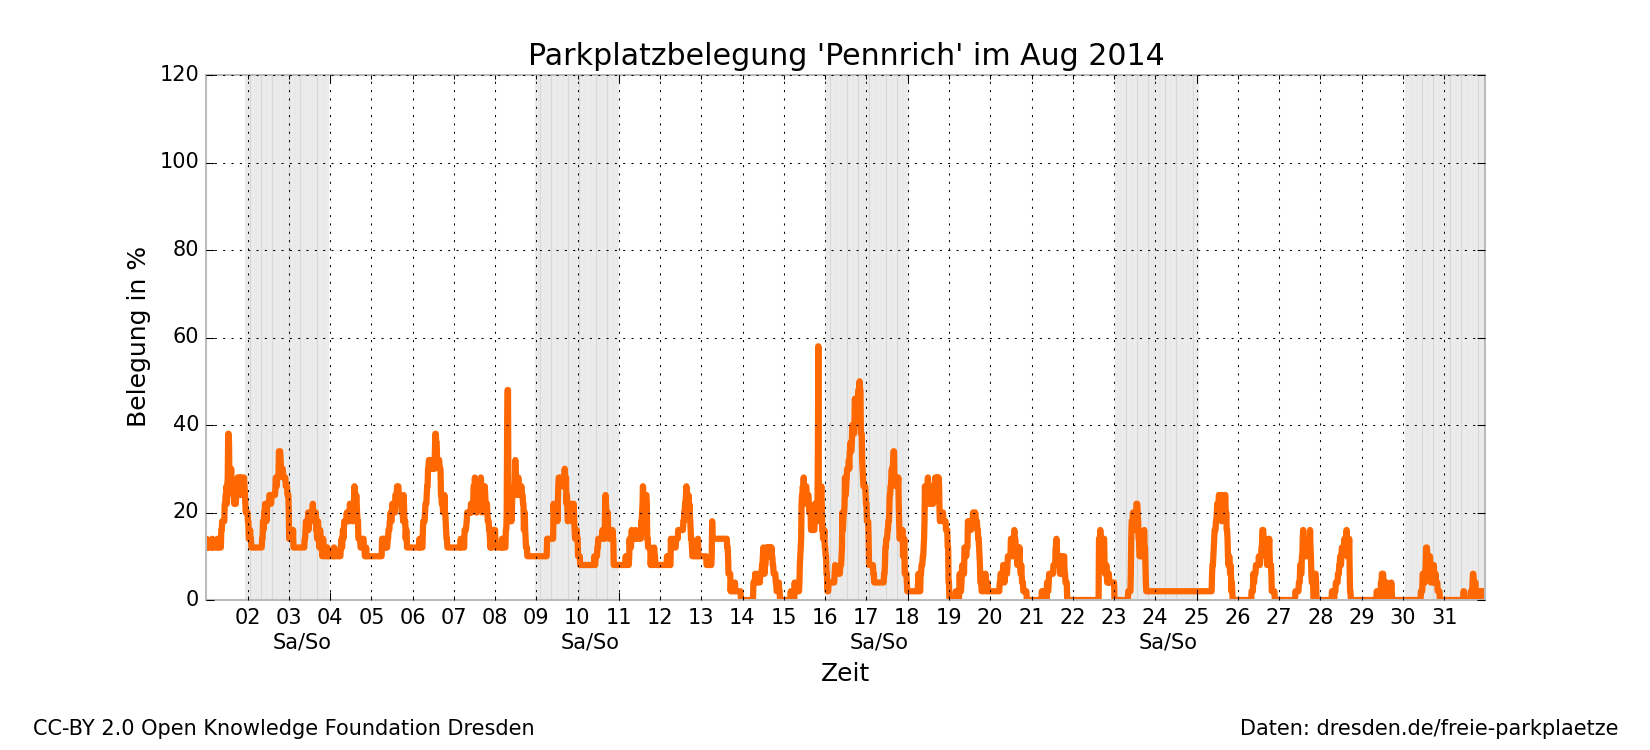 Parkplatzbelegung 'Pennrich' im Aug 2014
120
100
80
60
40
20
0
Belegung in %
02 03 04 05 06 07 08 09 10 11 12 13 14 15 16 17 18 19 20 21 22 23 24 25 26 27 28 29 30 31
Sa/So Sa/So Sa/So Sa/So
Zeit
CC-BY 2.0 Open Knowledge Foundation Dresden
Daten: dresden.de/freie-parkplaetze